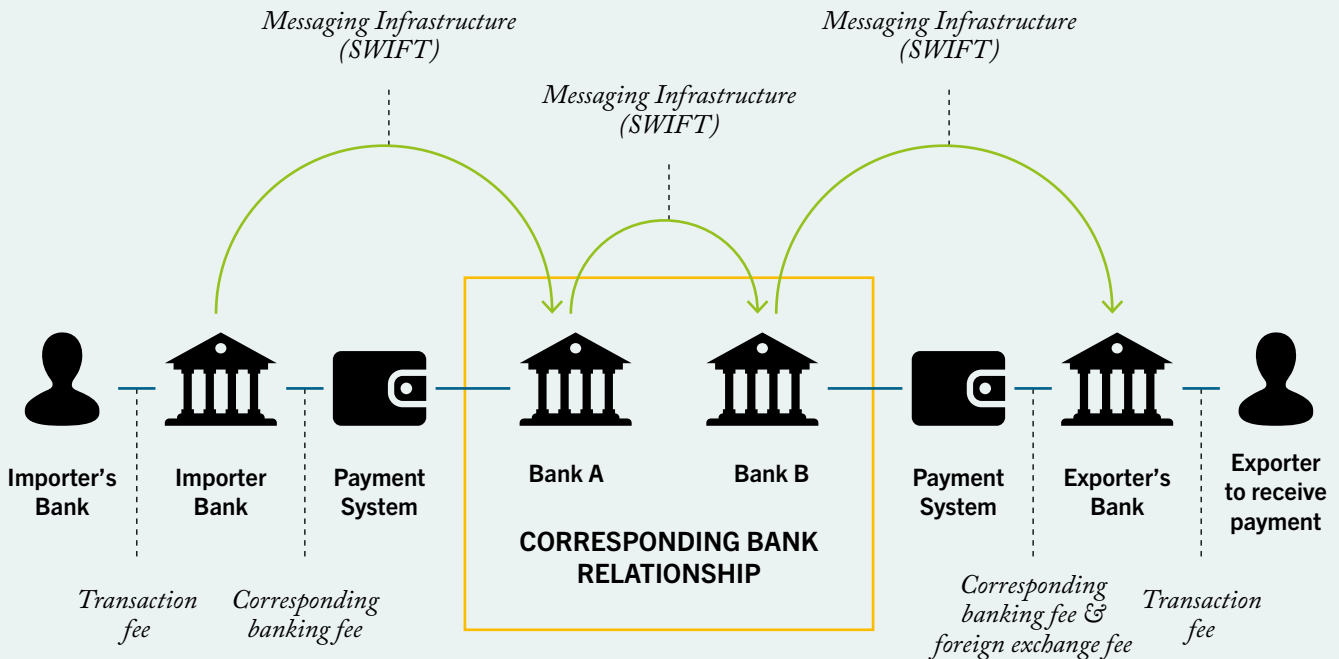 Messaging Infrastructure
(SWIFT)
Messaging Infrastructure
(SWIFT)
Messaging Infrastructure
(SWIFT)
Importer's
Bank
Importer
Bank
Payment
System
Bank A
Bank B
CORRESPONDING BANK
RELATIONSHIP
Payment
System
Exporter's
Bank
Exporter
to receive
payment
Transaction
fee
Corresponding
banking fee
Corresponding
banking fee &
foreign exchange fee
Transaction
fee